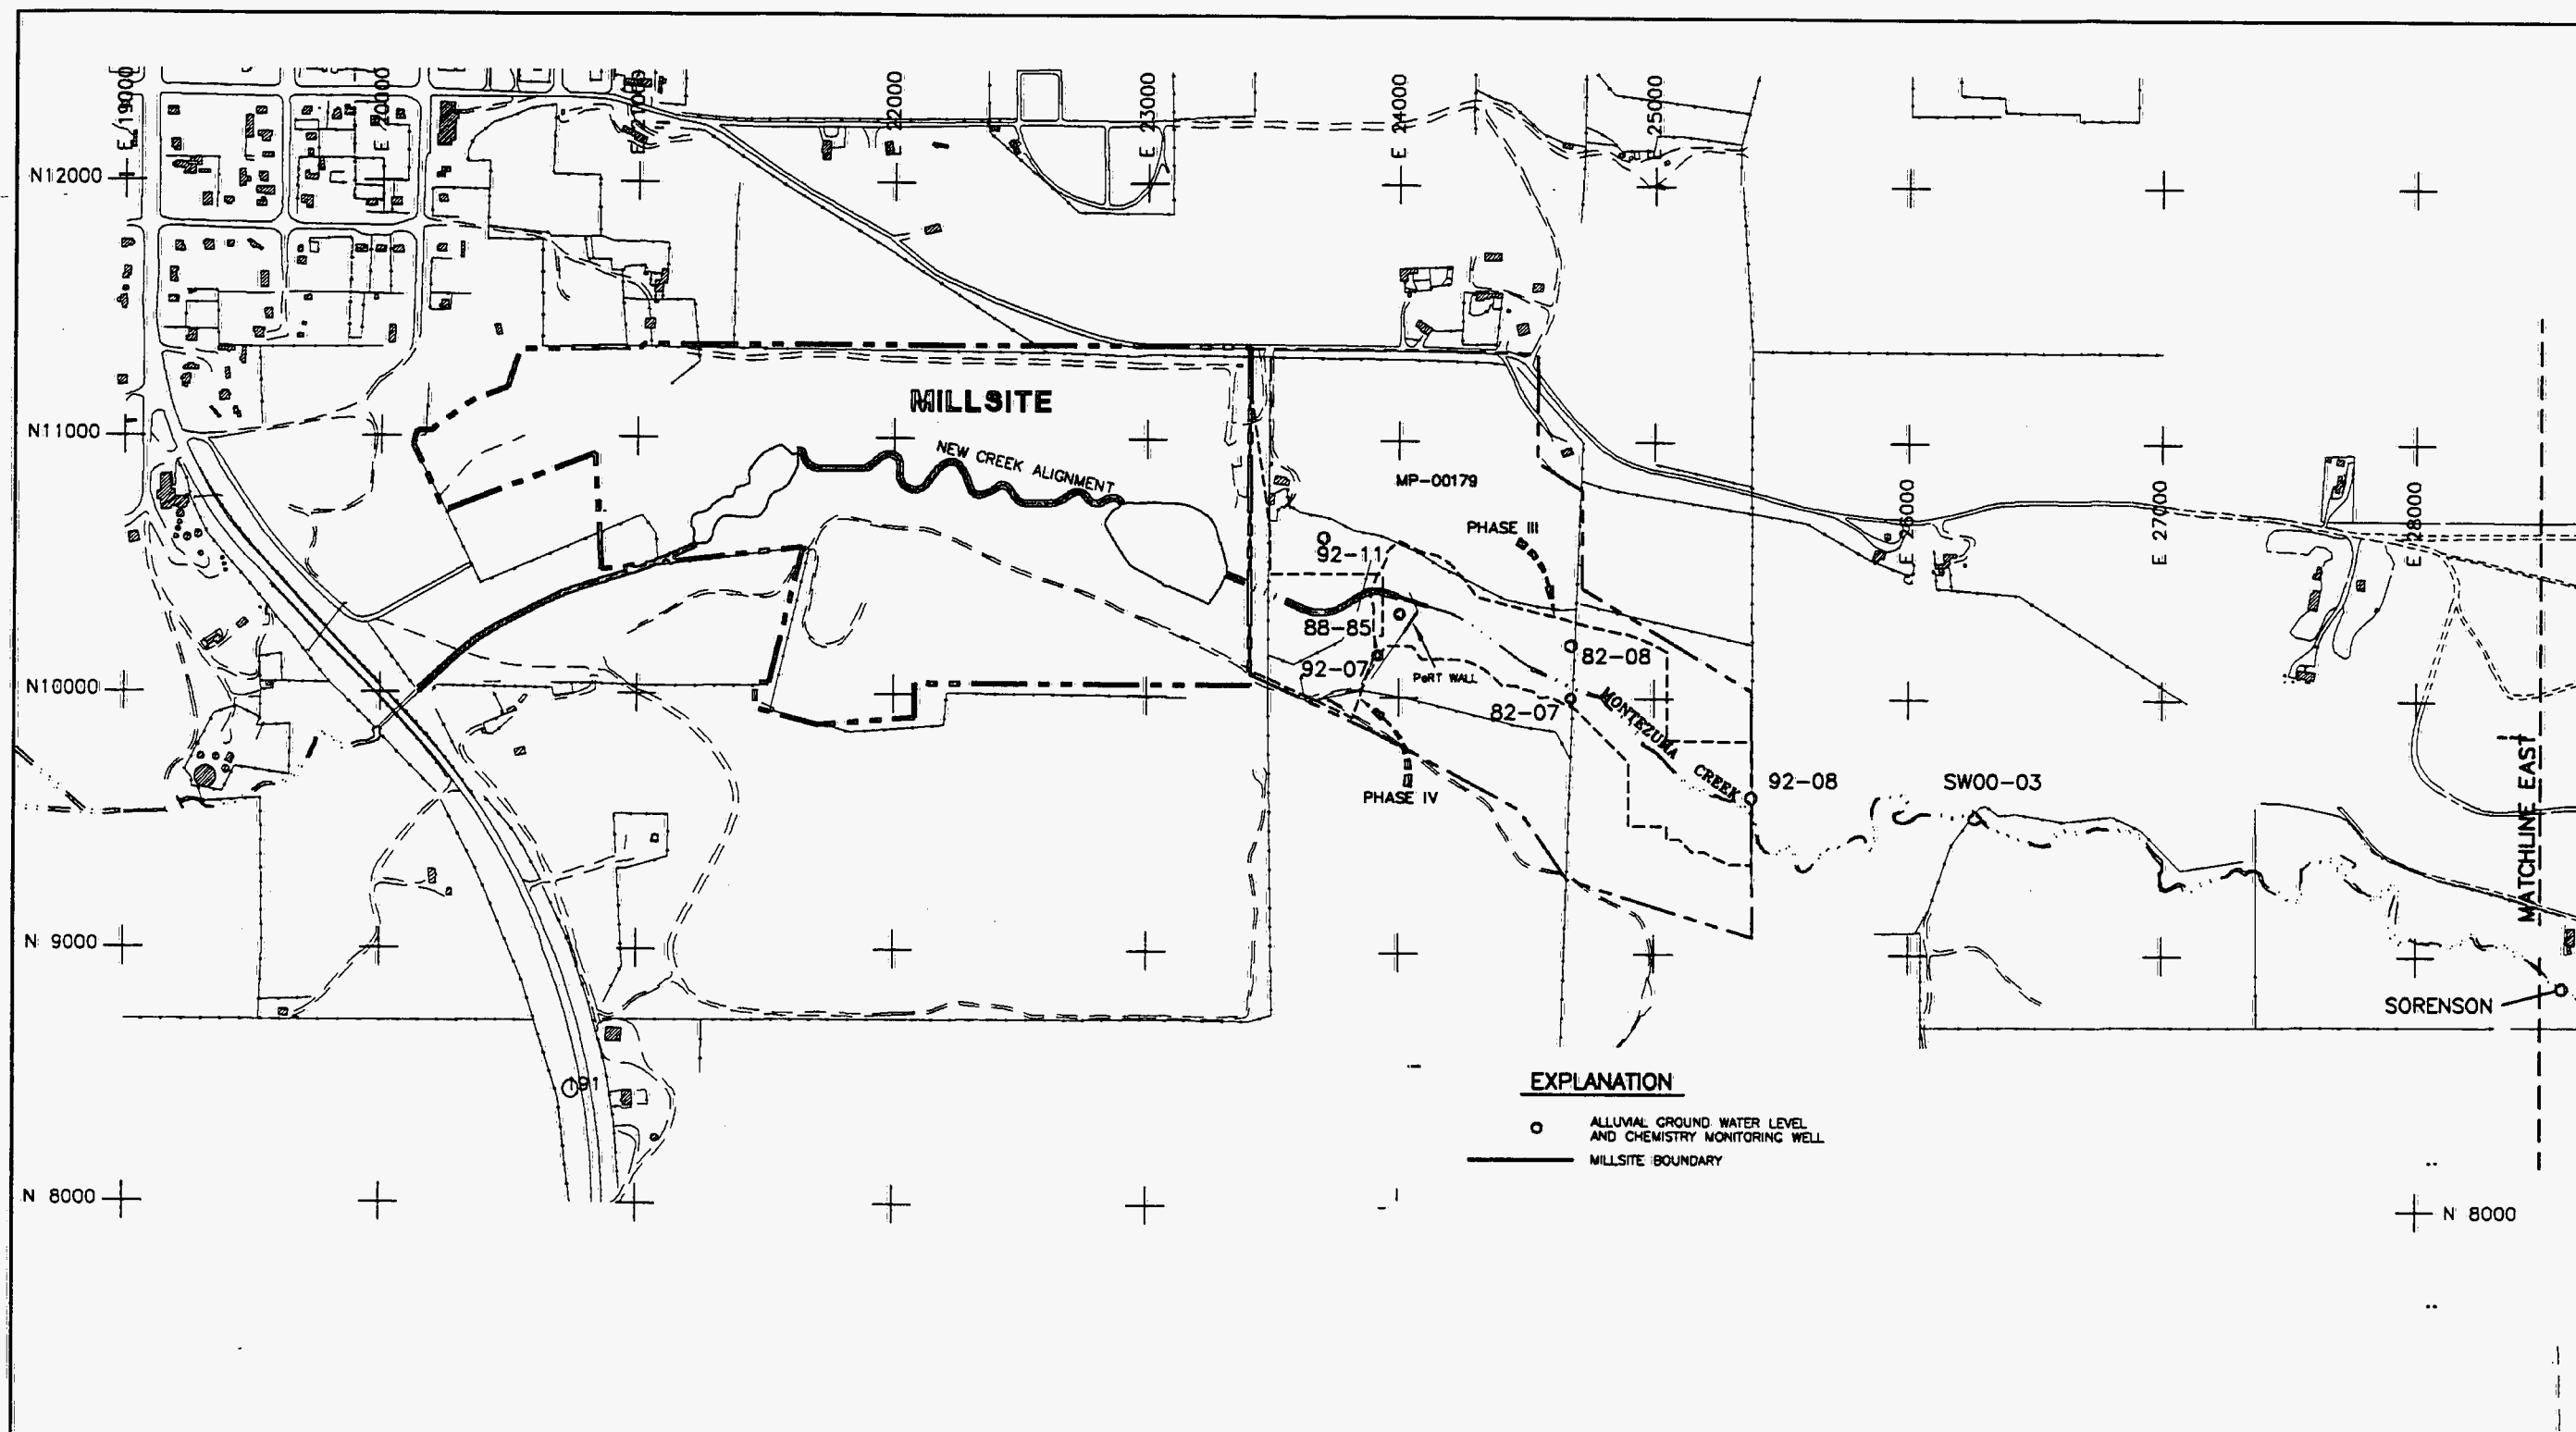 E 19000
E 20000
E 21000
E 22000
E 23000
E 24000
E 25000
N12000
MILLSITE
N11000
NEW CREEK ALIGNMENT
MP-00179
PHASE III
E 26000
E 27000
E 28000
92-11
88-85
82-08
92-07
PeRT WALL
N10000
82-07
MONTEZUMA
CREEK
92-08
SW00-03
PHASE IV
MATCHLINE EAST
N 9000
SORENSON
191
EXPLANATION
ALLUVIAL GROUND WATER LEVEL
AND CHEMISTRY MONITORING WELL
MILLSITE BOUNDARY
N 8000
N 8000